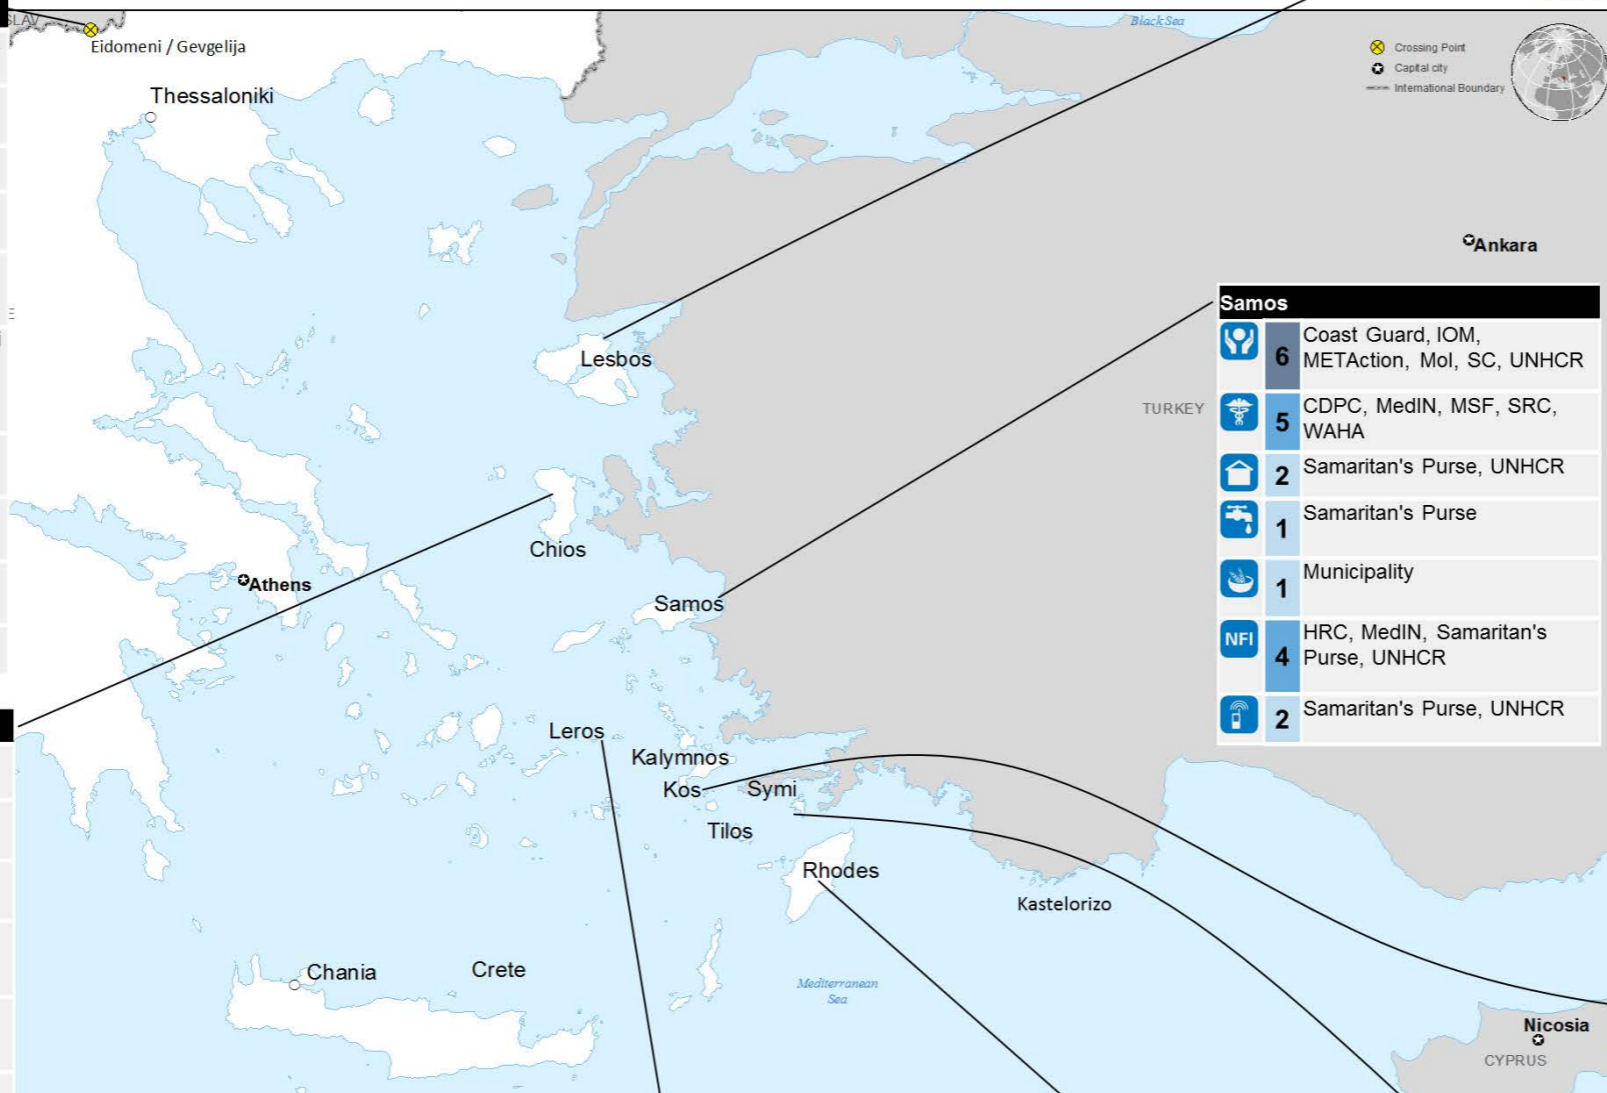 SLAV
Black Sea
Eidomeni / Gevgelija
Crossing Point
Capital city
International Boundary
Thessaloniki
Ankara
Lesbos
TURKEY
Chios
Athens
Samos
Leros
Kalymnos
Kos
Symi
Tilos
Rhodes
Kastelorizo
Chania
Crete
Mediterranean
Sea
Nicosia
CYPRUS
Samos
6
Coast Guard, IOM,
METAction, MoI, SC, UNHCR
5
CDPC, MedIN, MSF, SRC,
WAHA
2 Samaritan's Purse, UNHCR
1 Samaritan's Purse
1 Municipality
NFI
4
HRC, MedIN, Samaritan's
Purse, UNHCR
2 Samaritan's Purse, UNHCR